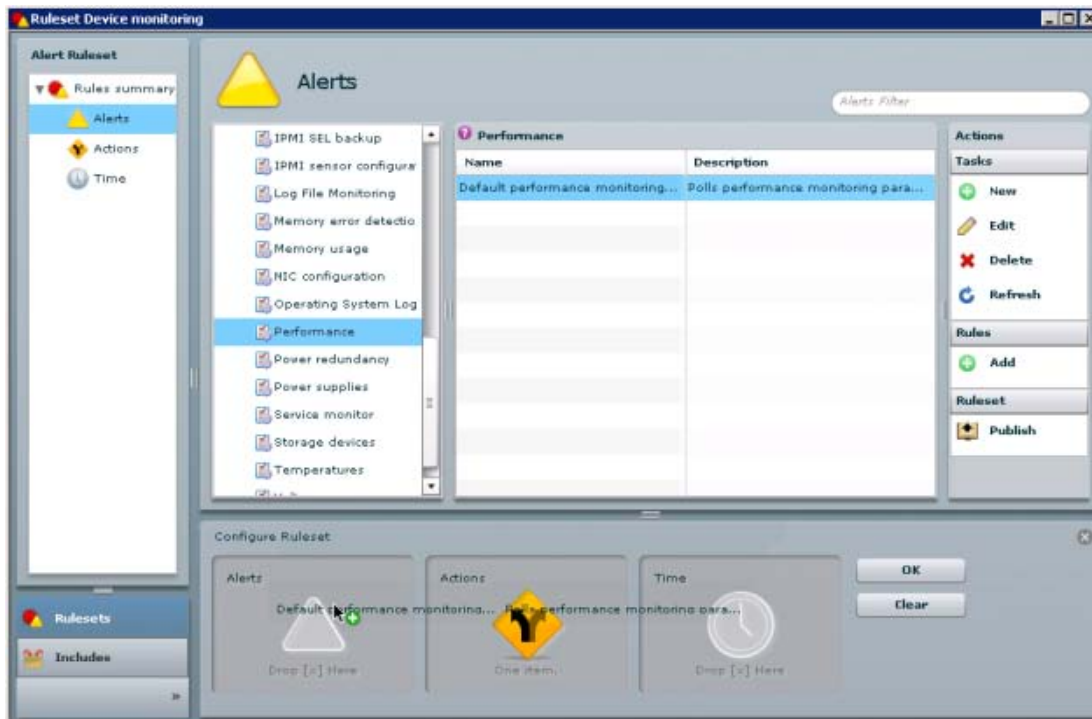 Ruleset Device monitoring
Alert Ruleset
Rules summary
Alerts
Actions
Time
Alerts
Alerts Filter
IPMI SEL backup
IPMI sensor configurat
Log File Monitoring
Memory error detectio
Memory usage
NIC configuration
Operating System Log
Performance
Power redundancy
Power supplies
Service monitor
Storage devices
Temperatures
Performance
Name Description
Default performance monitoring... Polls performance monitoring para...
Actions
Tasks
New
Edit
Delete
Refresh
Rules
Add
Ruleset
Publish
Configure Ruleset
Alerts
Drop [+] Here
Actions
One item.
Time
Drop [+] Here
Default performance monitoring... Polls performance monitoring para...
OK
Clear
Rulesets
Includes
»